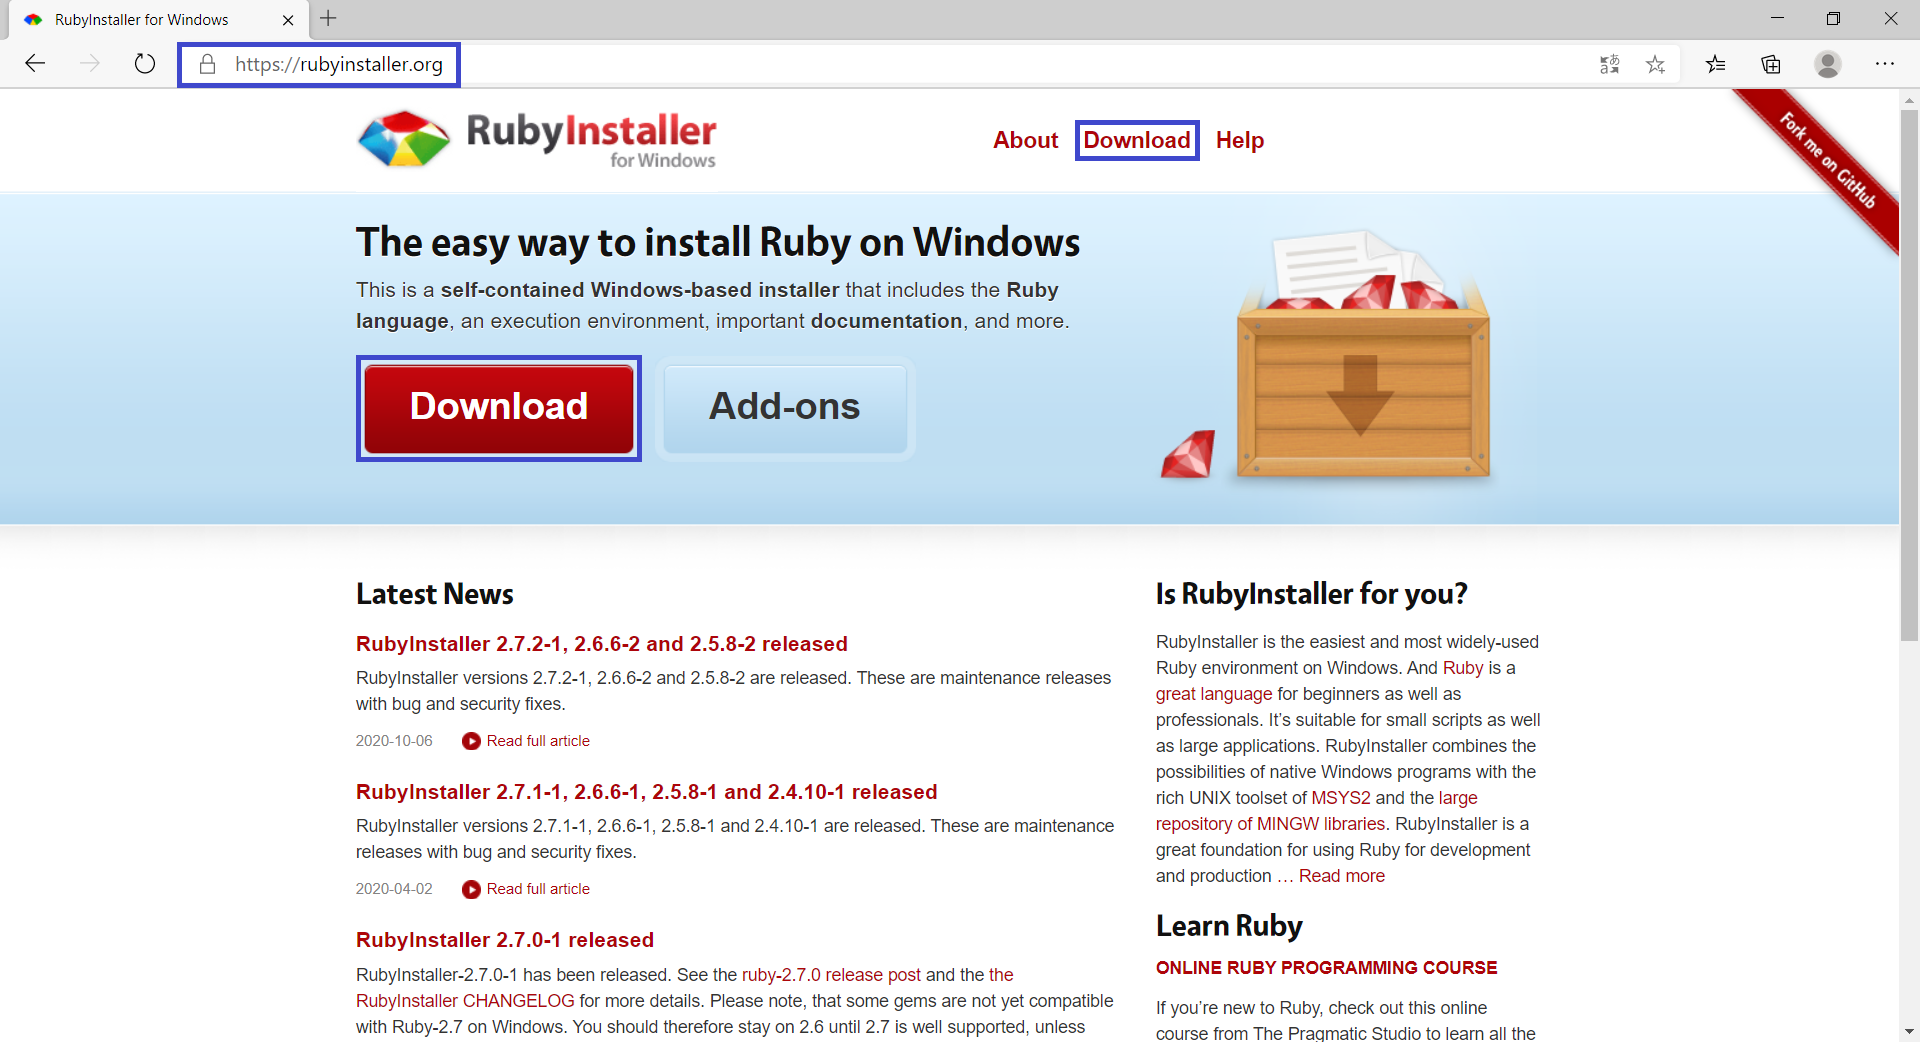 RubyInstaller for Windows
https://rubyinstaller.org
RubyInstaller
for Windows
About Download Help
Fork me on GitHub
The easy way to install Ruby on Windows
This is a self-contained Windows-based installer that includes the Ruby
language, an execution environment, important documentation, and more.
Download
Add-ons
Latest News
RubyInstaller 2.7.2-1, 2.6.6-2 and 2.5.8-2 released
RubyInstaller versions 2.7.2-1, 2.6.6-2 and 2.5.8-2 are released. These are maintenance releases
with bug and security fixes.
2020-10-06 Read full article
RubyInstaller 2.7.1-1, 2.6.6-1, 2.5.8-1 and 2.4.10-1 released
RubyInstaller versions 2.7.1-1, 2.6.6-1, 2.5.8-1 and 2.4.10-1 are released. These are maintenance
releases with bug and security fixes.
2020-04-02 Read full article
RubyInstaller 2.7.0-1 released
RubyInstaller-2.7.0-1 has been released. See the ruby-2.7.0 release post and the the
RubyInstaller CHANGELOG for more details. Please note, that some gems are not yet compatible
with Ruby-2.7 on Windows. You should therefore stay on 2.6 until 2.7 is well supported, unless
Is RubyInstaller for you?
RubyInstaller is the easiest and most widely-used
Ruby environment on Windows. And Ruby is a
great language for beginners as well as
professionals. It’s suitable for small scripts as well
as large applications. RubyInstaller combines the
possibilities of native Windows programs with the
rich UNIX toolset of MSYS2 and the large
repository of MINGW libraries. RubyInstaller is a
great foundation for using Ruby for development
and production … Read more
Learn Ruby
ONLINE RUBY PROGRAMMING COURSE
If you’re new to Ruby, check out this online
course from The Pragmatic Studio to learn all the